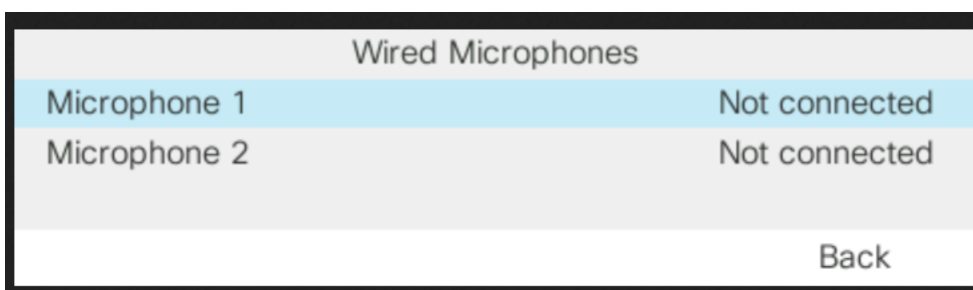 Wired Microphones
Microphone 1 Not connected
Microphone 2 Not connected
Back